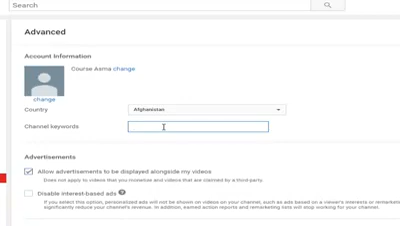 Search
Advanced
Account Information
Course Asma change
change
Country
Afghanistan
Channel keywords
Advertisements
Allow advertisements to be displayed alongside my videos
Does not apply to videos that you monetise and videos that are claimed by a third party.
Disable interest-based ads
If you select this option, personalized ads will not be shown on videos on your channel, such as ads based on a viewer's interests or remarketing
significantly reduce your channel's revenue. In addition, earned action reports and remarketing lists will stop working for your channel.